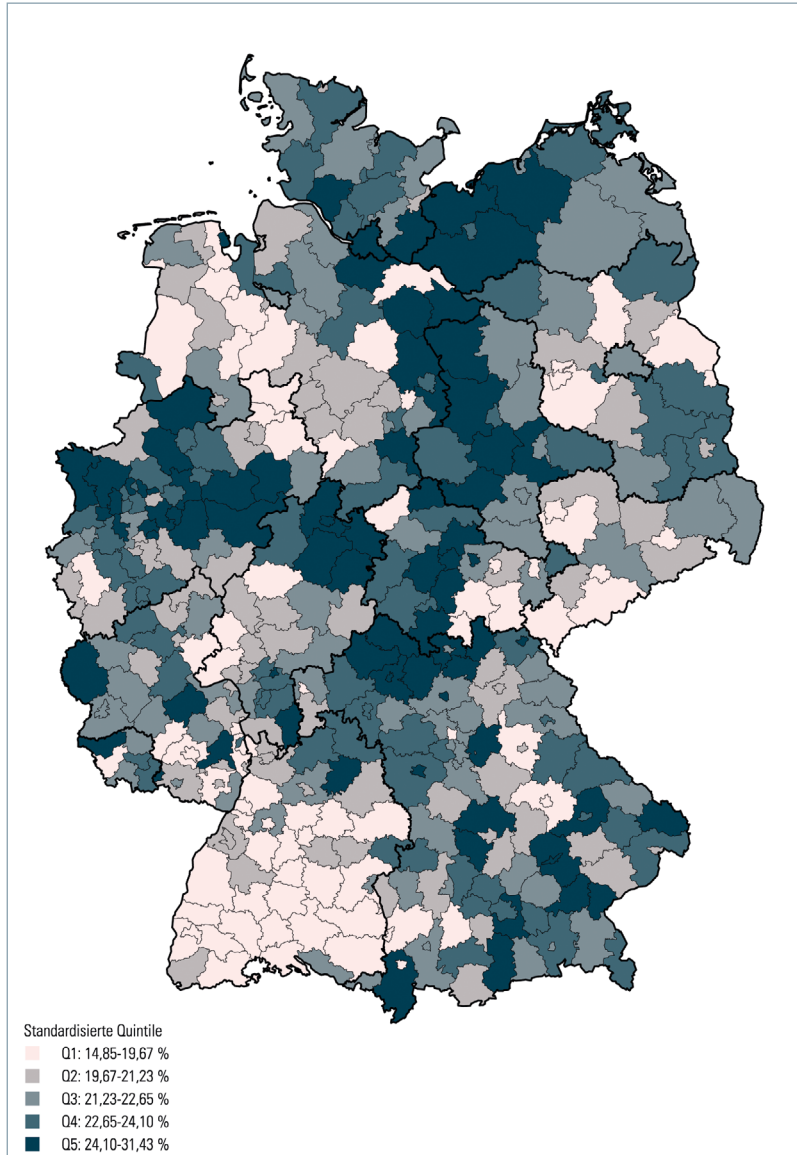 Standardisierte Quintile
Q1: 14,85-19,67 %
Q2: 19,67-21,23 %
Q3: 21,23-22,65 %
Q4: 22,65-24,10 %
Q5: 24,10-31,43 %